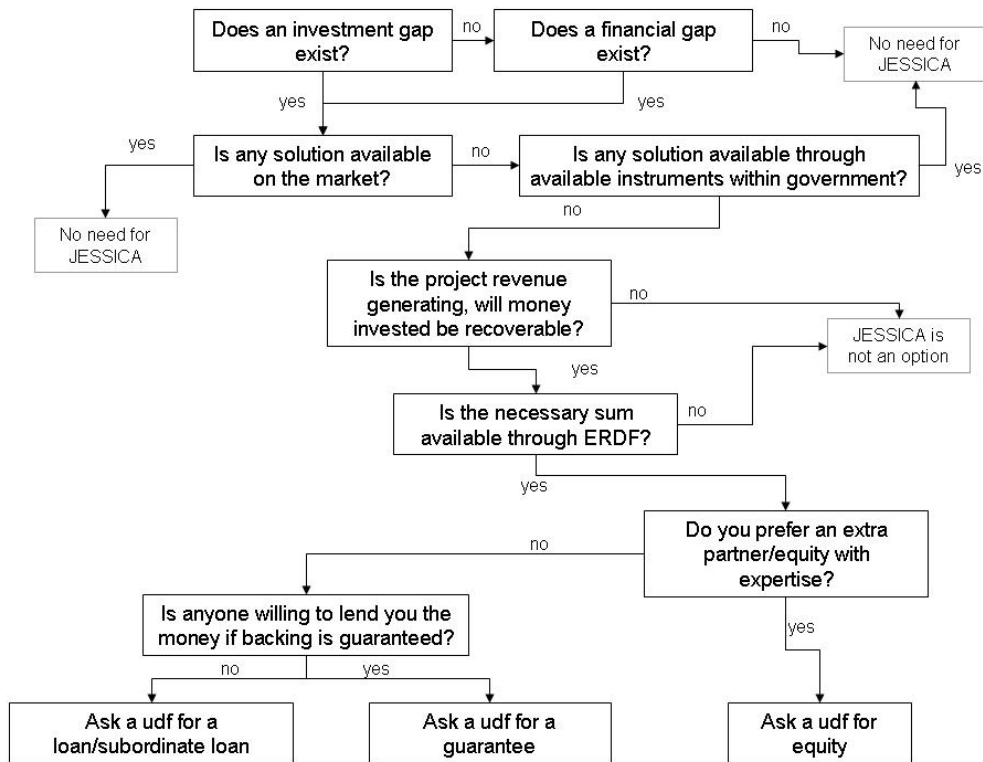 Does an investment gap
exist?
no
Does a financial gap
exist?
no
No need for
JESSICA
yes
yes
yes
Is any solution available
on the market?
no
Is any solution available through
available instruments within government?
yes
No need for
JESSICA
no
Is the project revenue
generating, will money
invested be recoverable?
no
JESSICA is
not an option
yes
Is the necessary sum
available through ERDF?
no
yes
Do you prefer an extra
partner/equity with
expertise?
no
Is anyone willing to lend you the
money if backing is guaranteed?
yes
no
yes
Ask a udf for a
loan/subordinate loan
Ask a udf for a
guarantee
Ask a udf for
equity